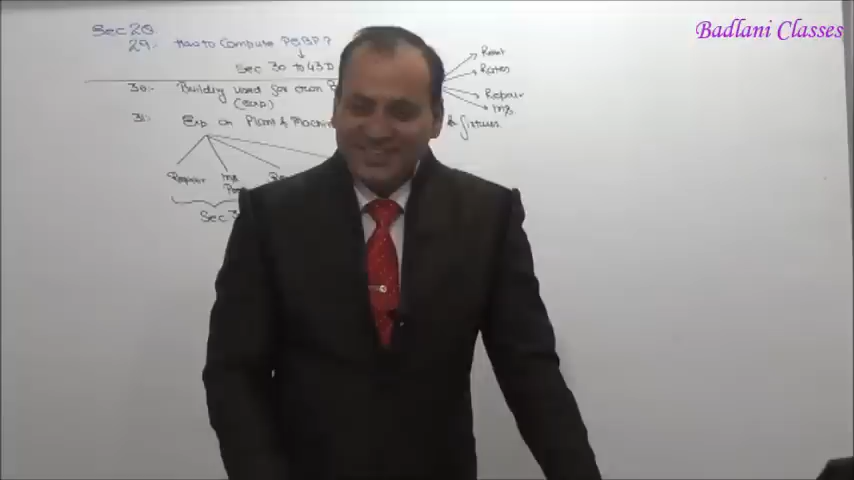 Badlani Classes
Sec 28
29:- How to Compute PGBP?
Sec 30 to 43D
30:- Building used for own
(Exp)
Rent
Rates
Repair
Ins.
31:- Exp on Plant & Machin & fixtures
Repair Ins
Sec 3